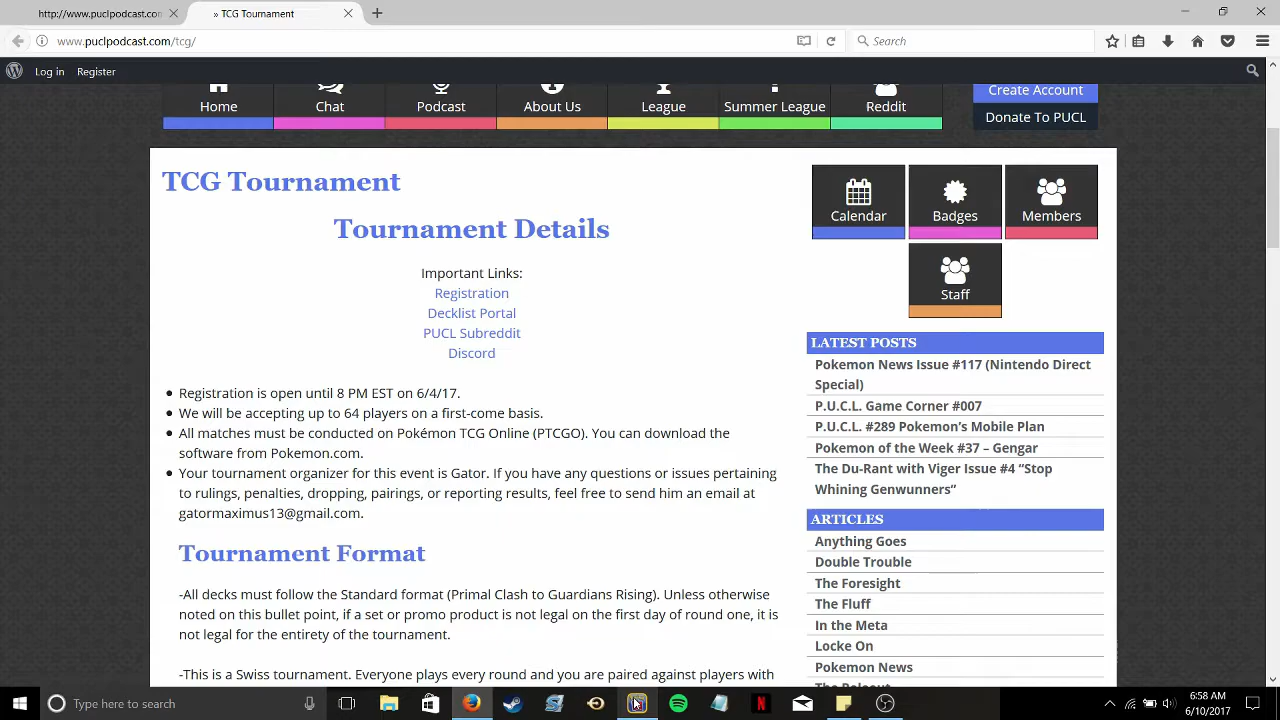 http://www.puclpodcast.com
» TCG Tournament
www.puclpodcast.com/tcg/
Search
Log in
Register
Home
Chat
Podcast
About Us
League
Summer League
Reddit
Create Account
Donate To PUCL
TCG Tournament
Tournament Details
Important Links:
Registration
Decklist Portal
PUCL Subreddit
Discord
Registration is open until 8 PM EST on 6/4/17.
We will be accepting up to 64 players on a first-come basis.
All matches must be conducted on Pokémon TCG Online (PTCGO). You can download the
software from Pokemon.com.
Your tournament organizer for this event is Gator. If you have any questions or issues pertaining
to rulings, penalties, dropping, pairings, or reporting results, feel free to send him an email at
gatormaximus13@gmail.com.
Tournament Format
-All decks must follow the Standard format (Primal Clash to Guardians Rising). Unless otherwise
noted on this bullet point, if a set or promo product is not legal on the first day of round one, it is
not legal for the entirety of the tournament.
-This is a Swiss tournament. Everyone plays every round and you are paired against players with
Calendar
Badges
Members
Staff
LATEST POSTS
Pokemon News Issue #117 (Nintendo Direct
Special)
P.U.C.L. Game Corner #007
P.U.C.L. #289 Pokemon's Mobile Plan
Pokemon of the Week #37 – Gengar
The Du-Rant with Viger Issue #4 “Stop
Whining Genwunners”
ARTICLES
Anything Goes
Double Trouble
The Foresight
The Fluff
In the Meta
Locke On
Pokemon News
Type here to search
6:58 AM
6/10/2017